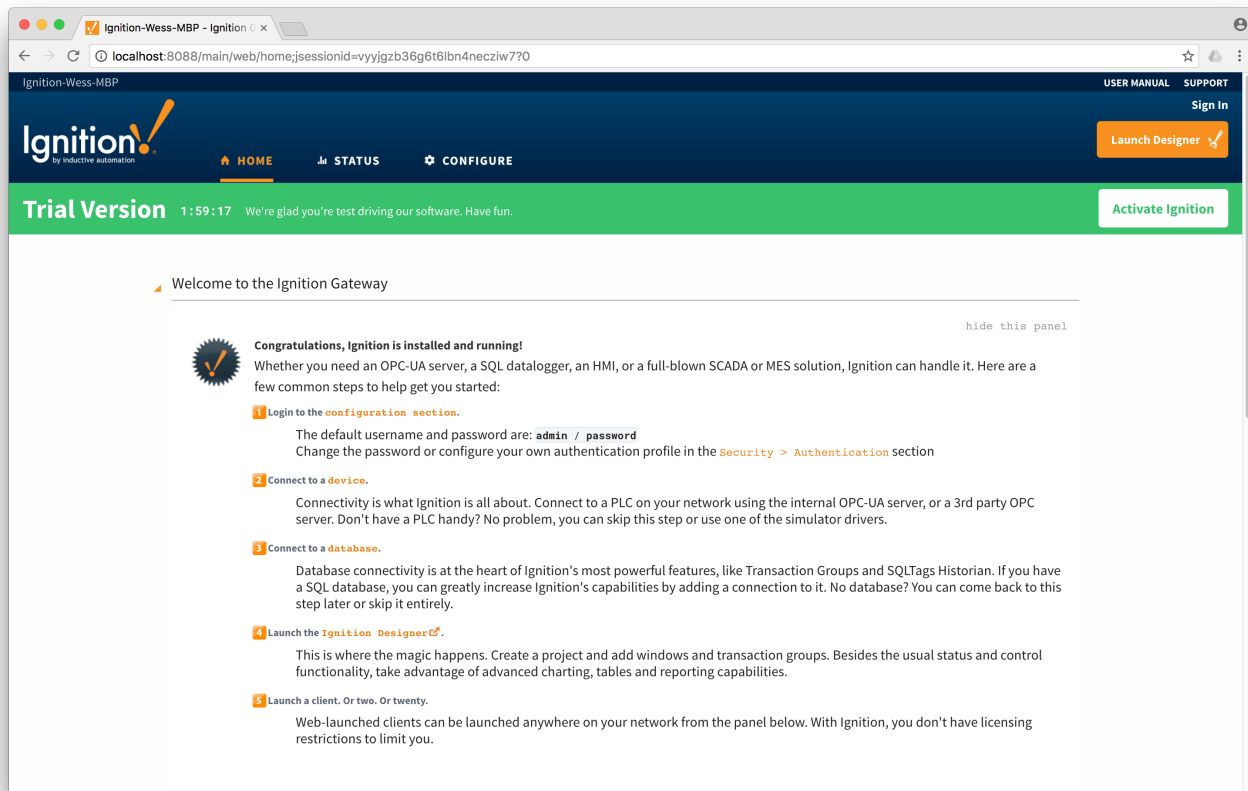 Ignition-Wess-MBP - Ignition G
localhost:8088/main/web/home;jsessionid=vyyjgzb36g6t6lbn4necziw7?0
Ignition-Wess-MBP
USER MANUAL SUPPORT
Sign In
Ignition!
by inductive automation
HOME STATUS CONFIGURE
Launch Designer
Trial Version 1:59:17 We're glad you're test driving our software. Have fun.
Activate Ignition
Welcome to the Ignition Gateway
hide this panel
Congratulations, Ignition is installed and running!
Whether you need an OPC-UA server, a SQL datalogger, an HMI, or a full-blown SCADA or MES solution, Ignition can handle it. Here are a
few common steps to help get you started:
1 Login to the configuration section.
The default username and password are: admin / password
Change the password or configure your own authentication profile in the Security > Authentication section
2 Connect to a device.
Connectivity is what Ignition is all about. Connect to a PLC on your network using the internal OPC-UA server, or a 3rd party OPC
server. Don't have a PLC handy? No problem, you can skip this step or use one of the simulator drivers.
3 Connect to a database.
Database connectivity is at the heart of Ignition's most powerful features, like Transaction Groups and SQLTags Historian. If you have
a SQL database, you can greatly increase Ignition's capabilities by adding a connection to it. No database? You can come back to this
step later or skip it entirely.
4 Launch the Ignition Designer.
This is where the magic happens. Create a project and add windows and transaction groups. Besides the usual status and control
functionality, take advantage of advanced charting, tables and reporting capabilities.
5 Launch a client. Or two. Or twenty.
Web-launched clients can be launched anywhere on your network from the panel below. With Ignition, you don't have licensing
restrictions to limit you.